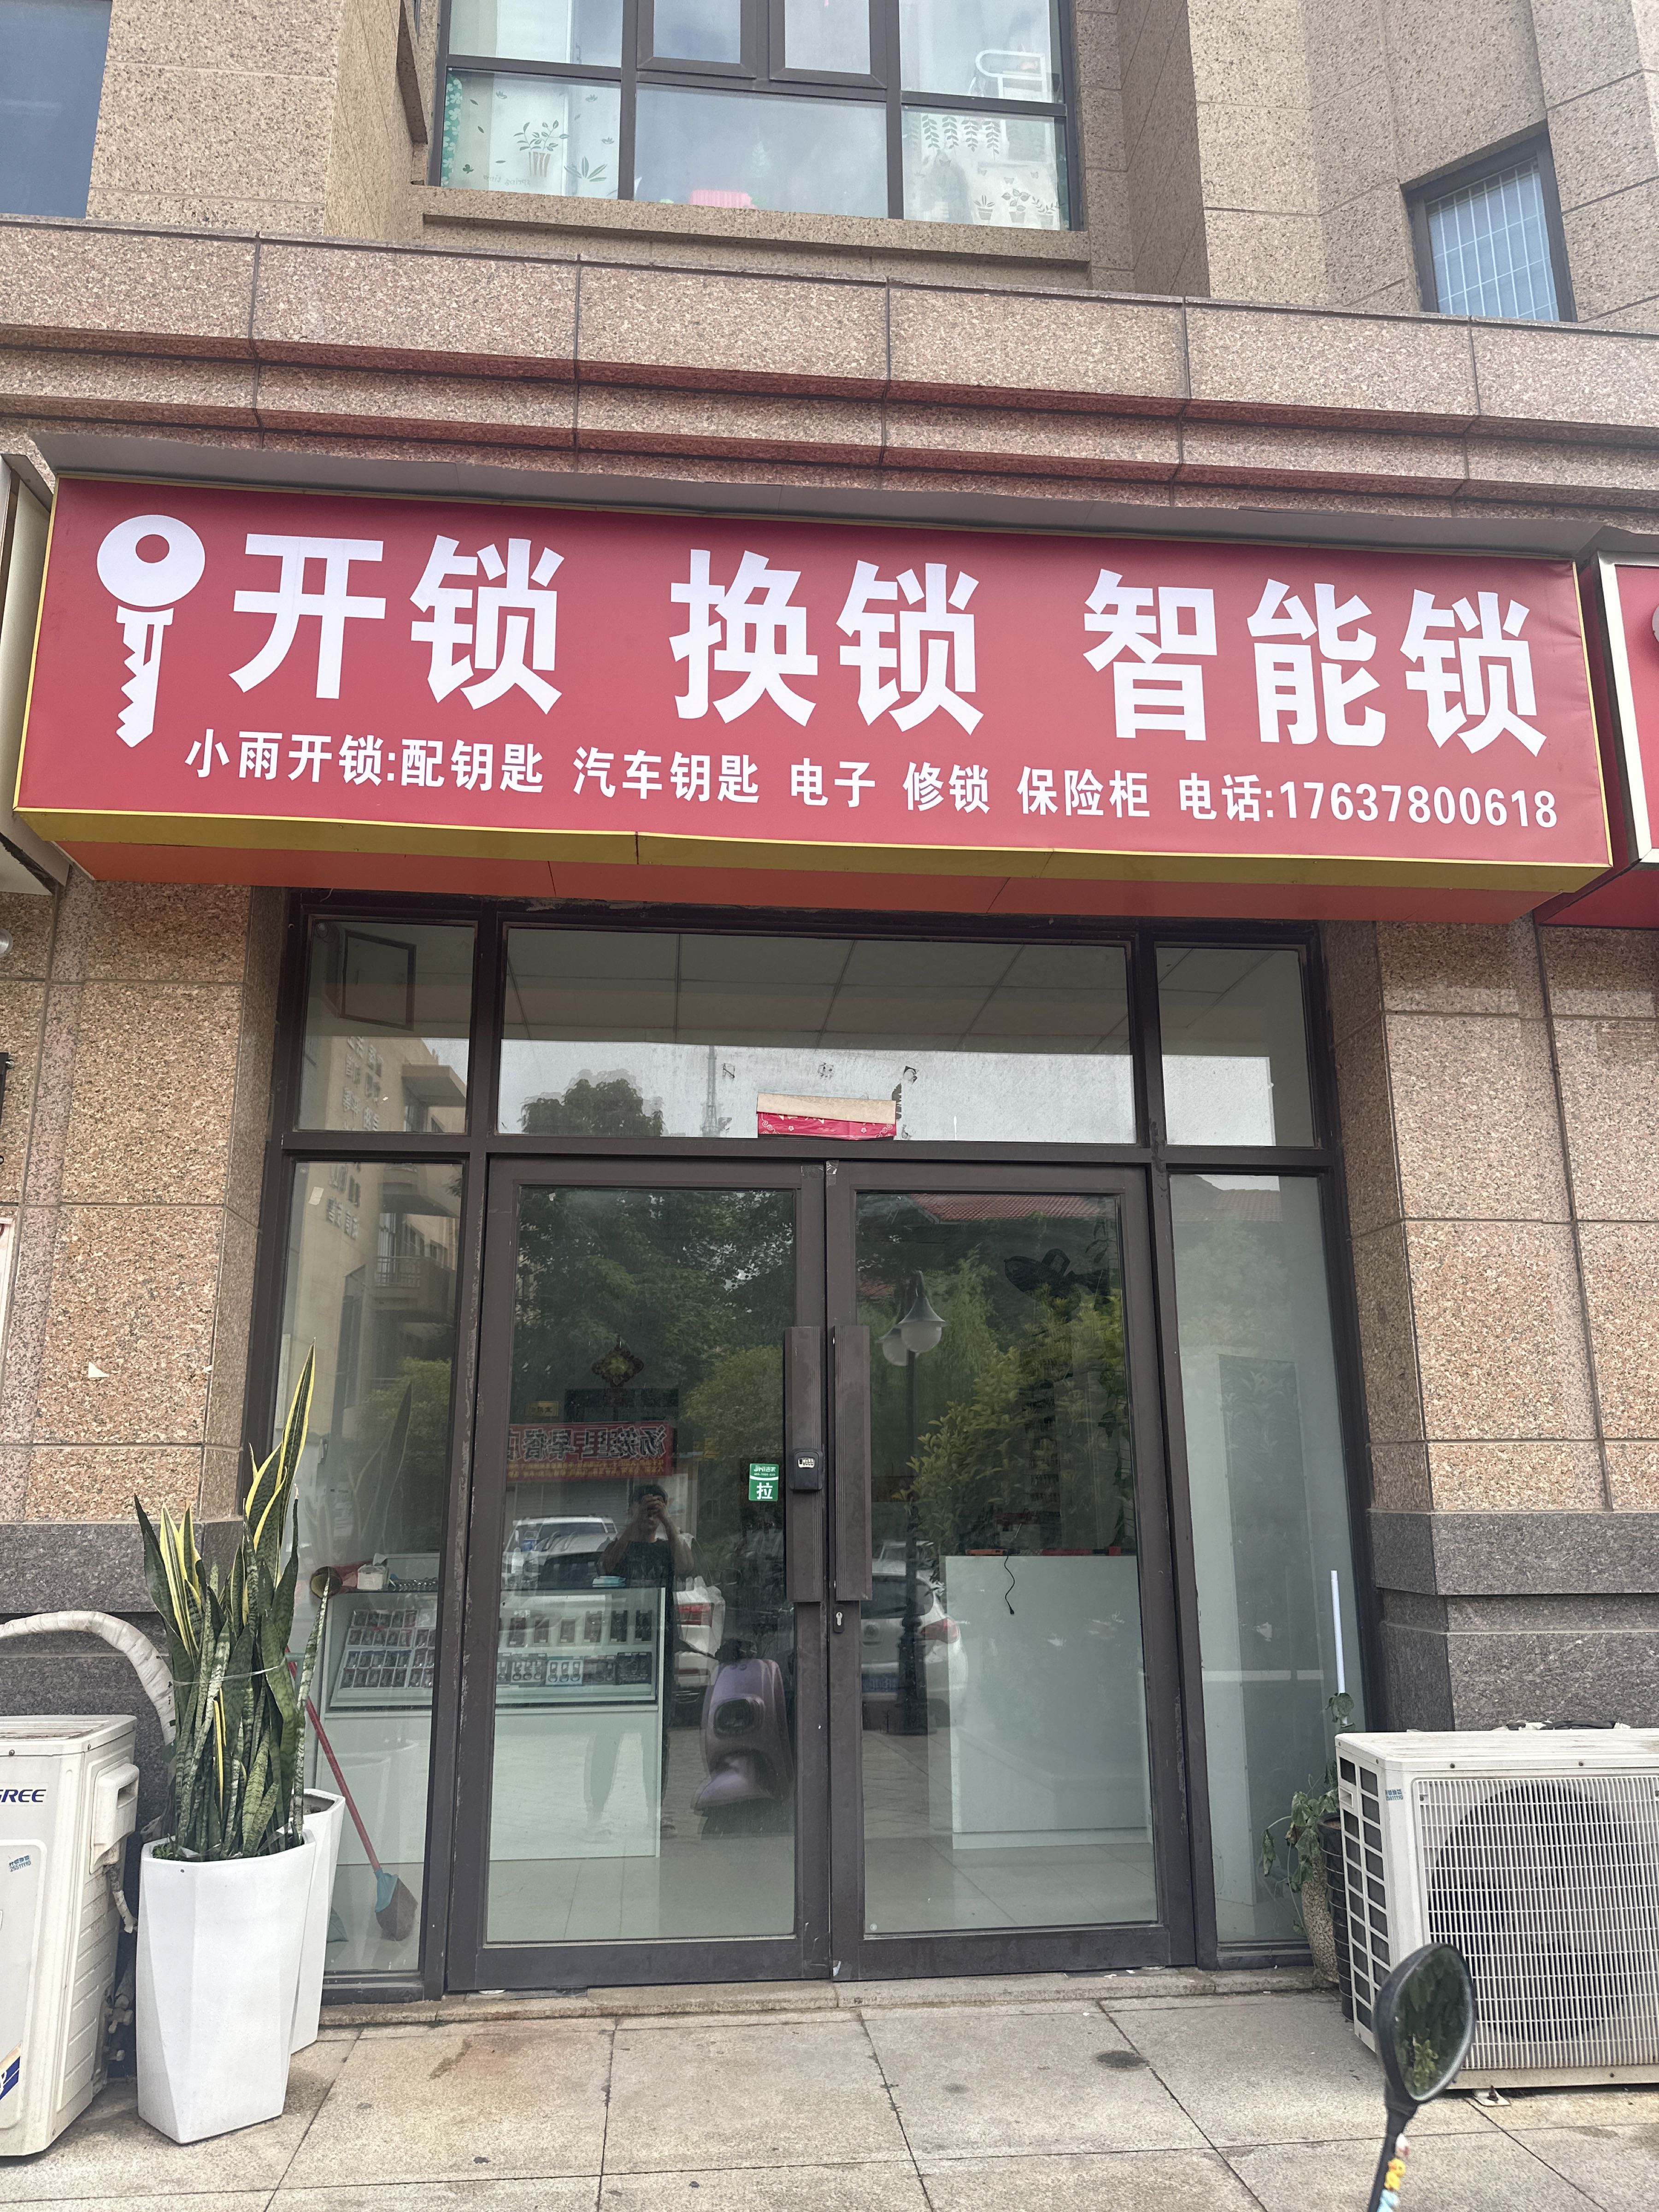 开锁 换锁 智能锁
小雨开锁:配钥匙 汽车钥匙 电子 修锁 保险柜 电话:17637800618
拉
GREE